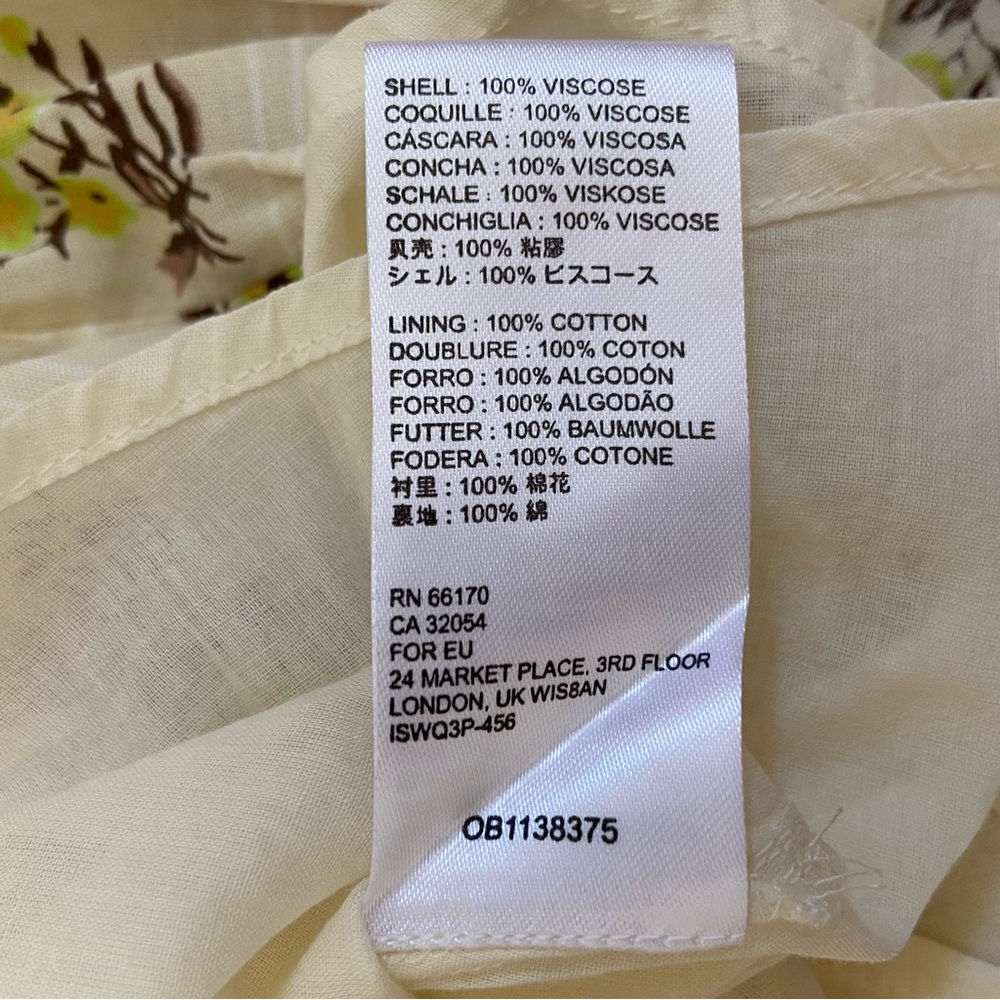 SHELL : 100% VISCOSE
COQUILLE : 100% VISCOSE
CÁSCARA : 100% VISCOSA
CONCHA : 100% VISCOSA
SCHALE : 100% VISKOSE
CONCHIGLIA : 100% VISCOSE
貝壳 : 100% 粘膠
シェル : 100% ビスコース
LINING : 100% COTTON
DOUBLURE : 100% COTON
FORRO : 100% ALGODÓN
FORRO : 100% ALGODÃO
FUTTER : 100% BAUMWOLLE
FODERA : 100% COTONE
衬里 : 100% 棉花
裏地 : 100% 綿
RN 66170
CA 32054
FOR EU
24 MARKET PLACE, 3RD FLOOR
LONDON, UK WIS8AN
ISWQ3P-456
OB1138375